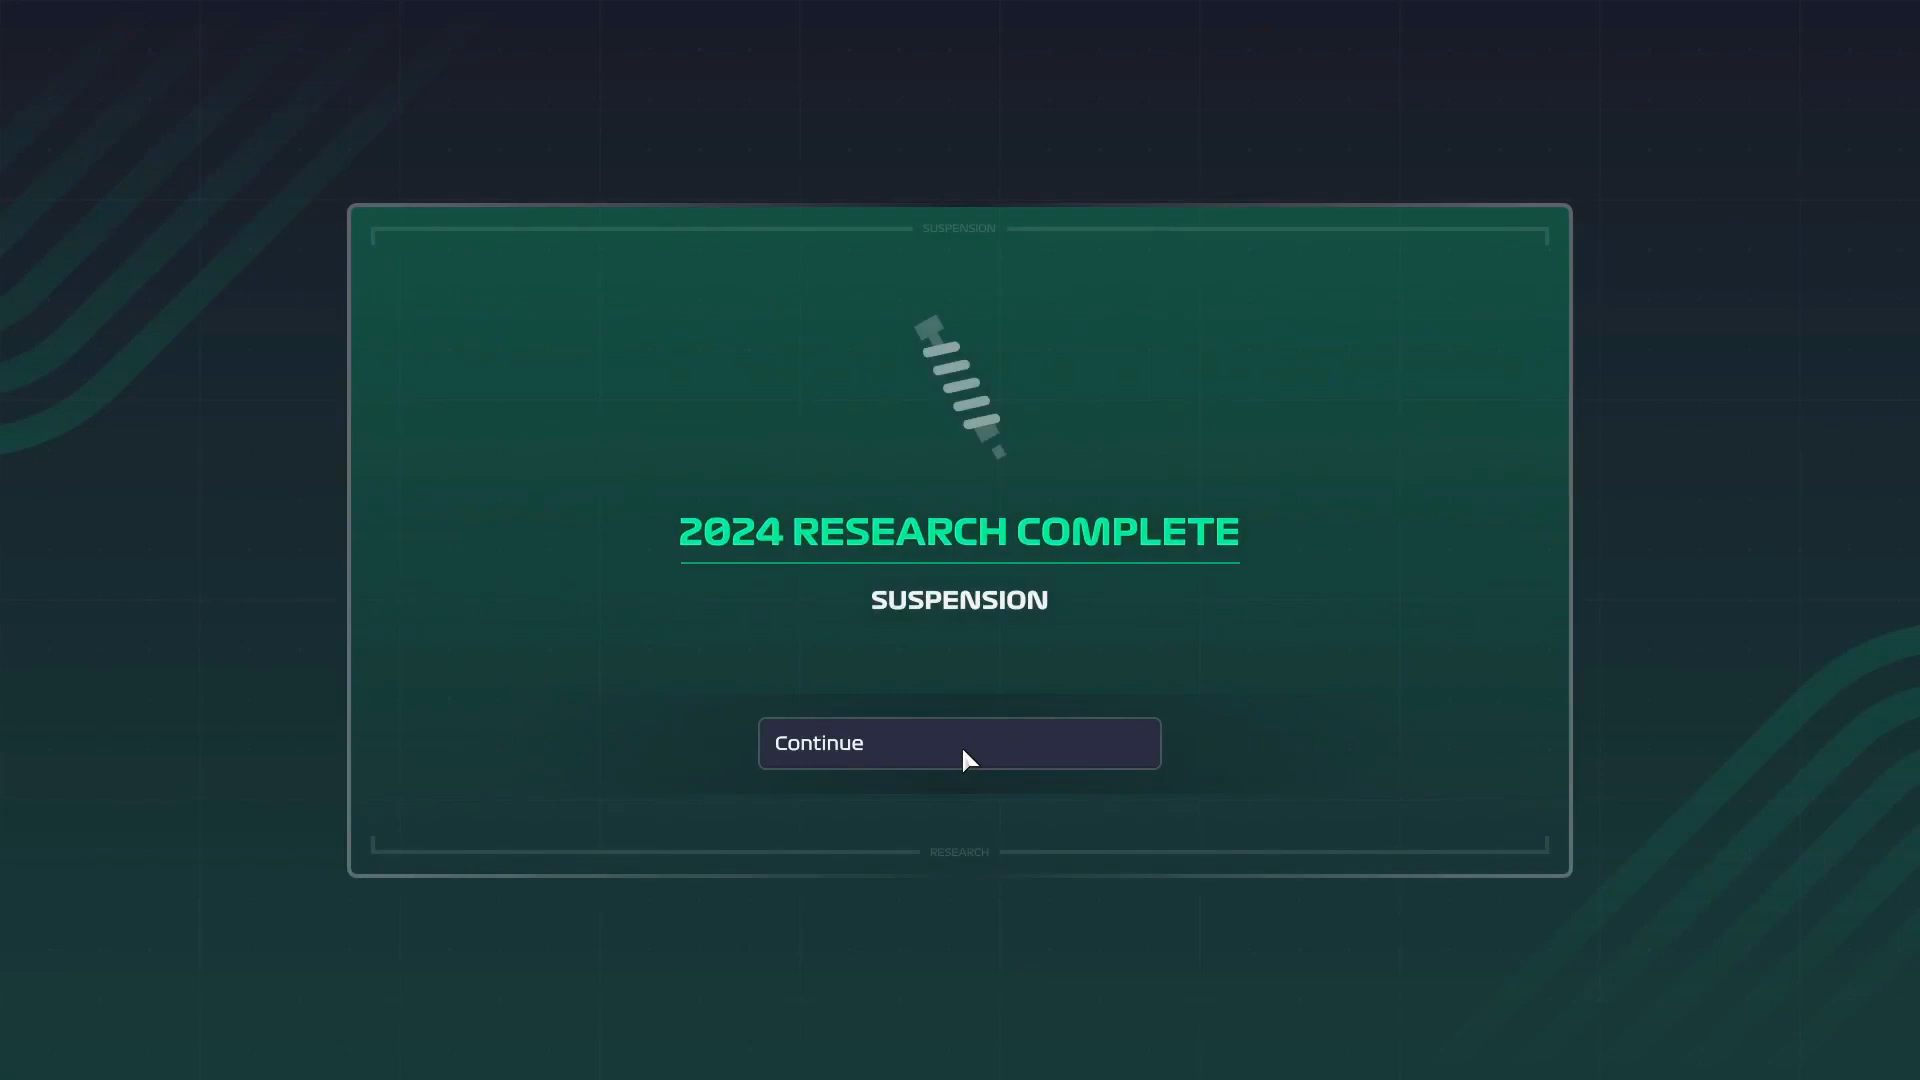 SUSPENSION
2024 RESEARCH COMPLETE
SUSPENSION
Continue
RESEARCH